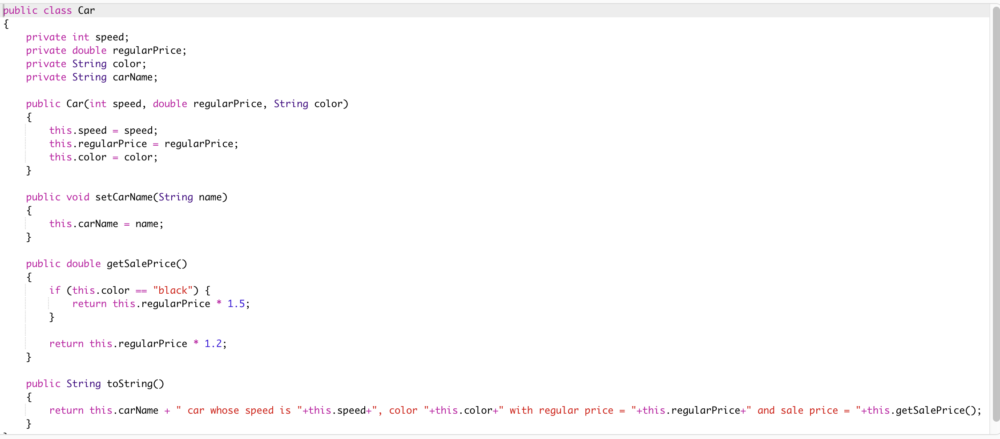 public class Car
{
    private int speed;
    private double regularPrice;
    private String color;
    private String carName;

    public Car(int speed, double regularPrice, String color)
    {
        this.speed = speed;
        this.regularPrice = regularPrice;
        this.color = color;
    }

    public void setCarName(String name)
    {
        this.carName = name;
    }

    public double getSalePrice()
    {
        if (this.color == "black") {
            return this.regularPrice * 1.5;
        }

        return this.regularPrice * 1.2;
    }

    public String toString()
    {
        return this.carName + " car whose speed is "+this.speed+", color "+this.color+" with regular price = "+this.regularPrice+" and sale price = "+this.getSalePrice();
    }